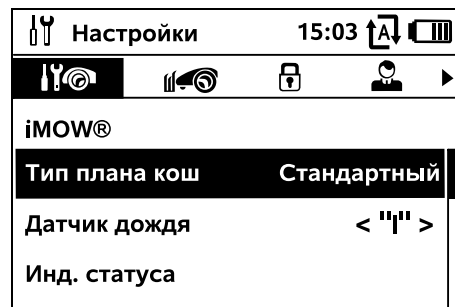 Настройки 15:03 A
iMOW®
Тип плана кош Стандартный
Датчик дождя < "|" >
Инд. статуса